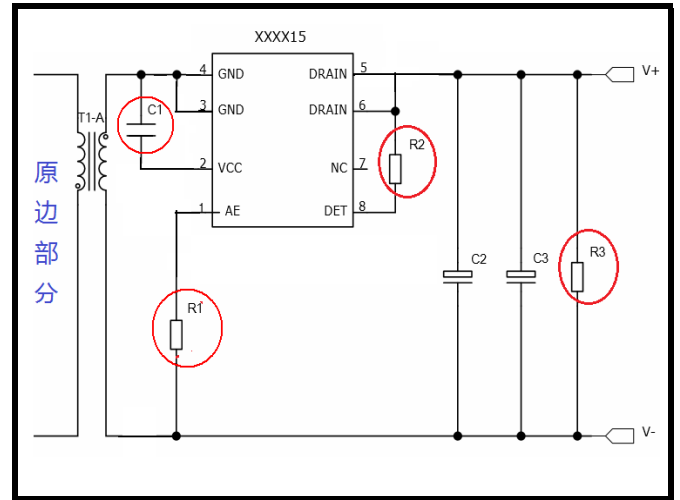 XXXX15
4 GND
DRAIN 5
V+
3 GND
DRAIN 6
T1-A
C1
R2
原
边
部
分
2 VCC
NC 7
1 AE
DET 8
C2
C3
R3
R1
V-